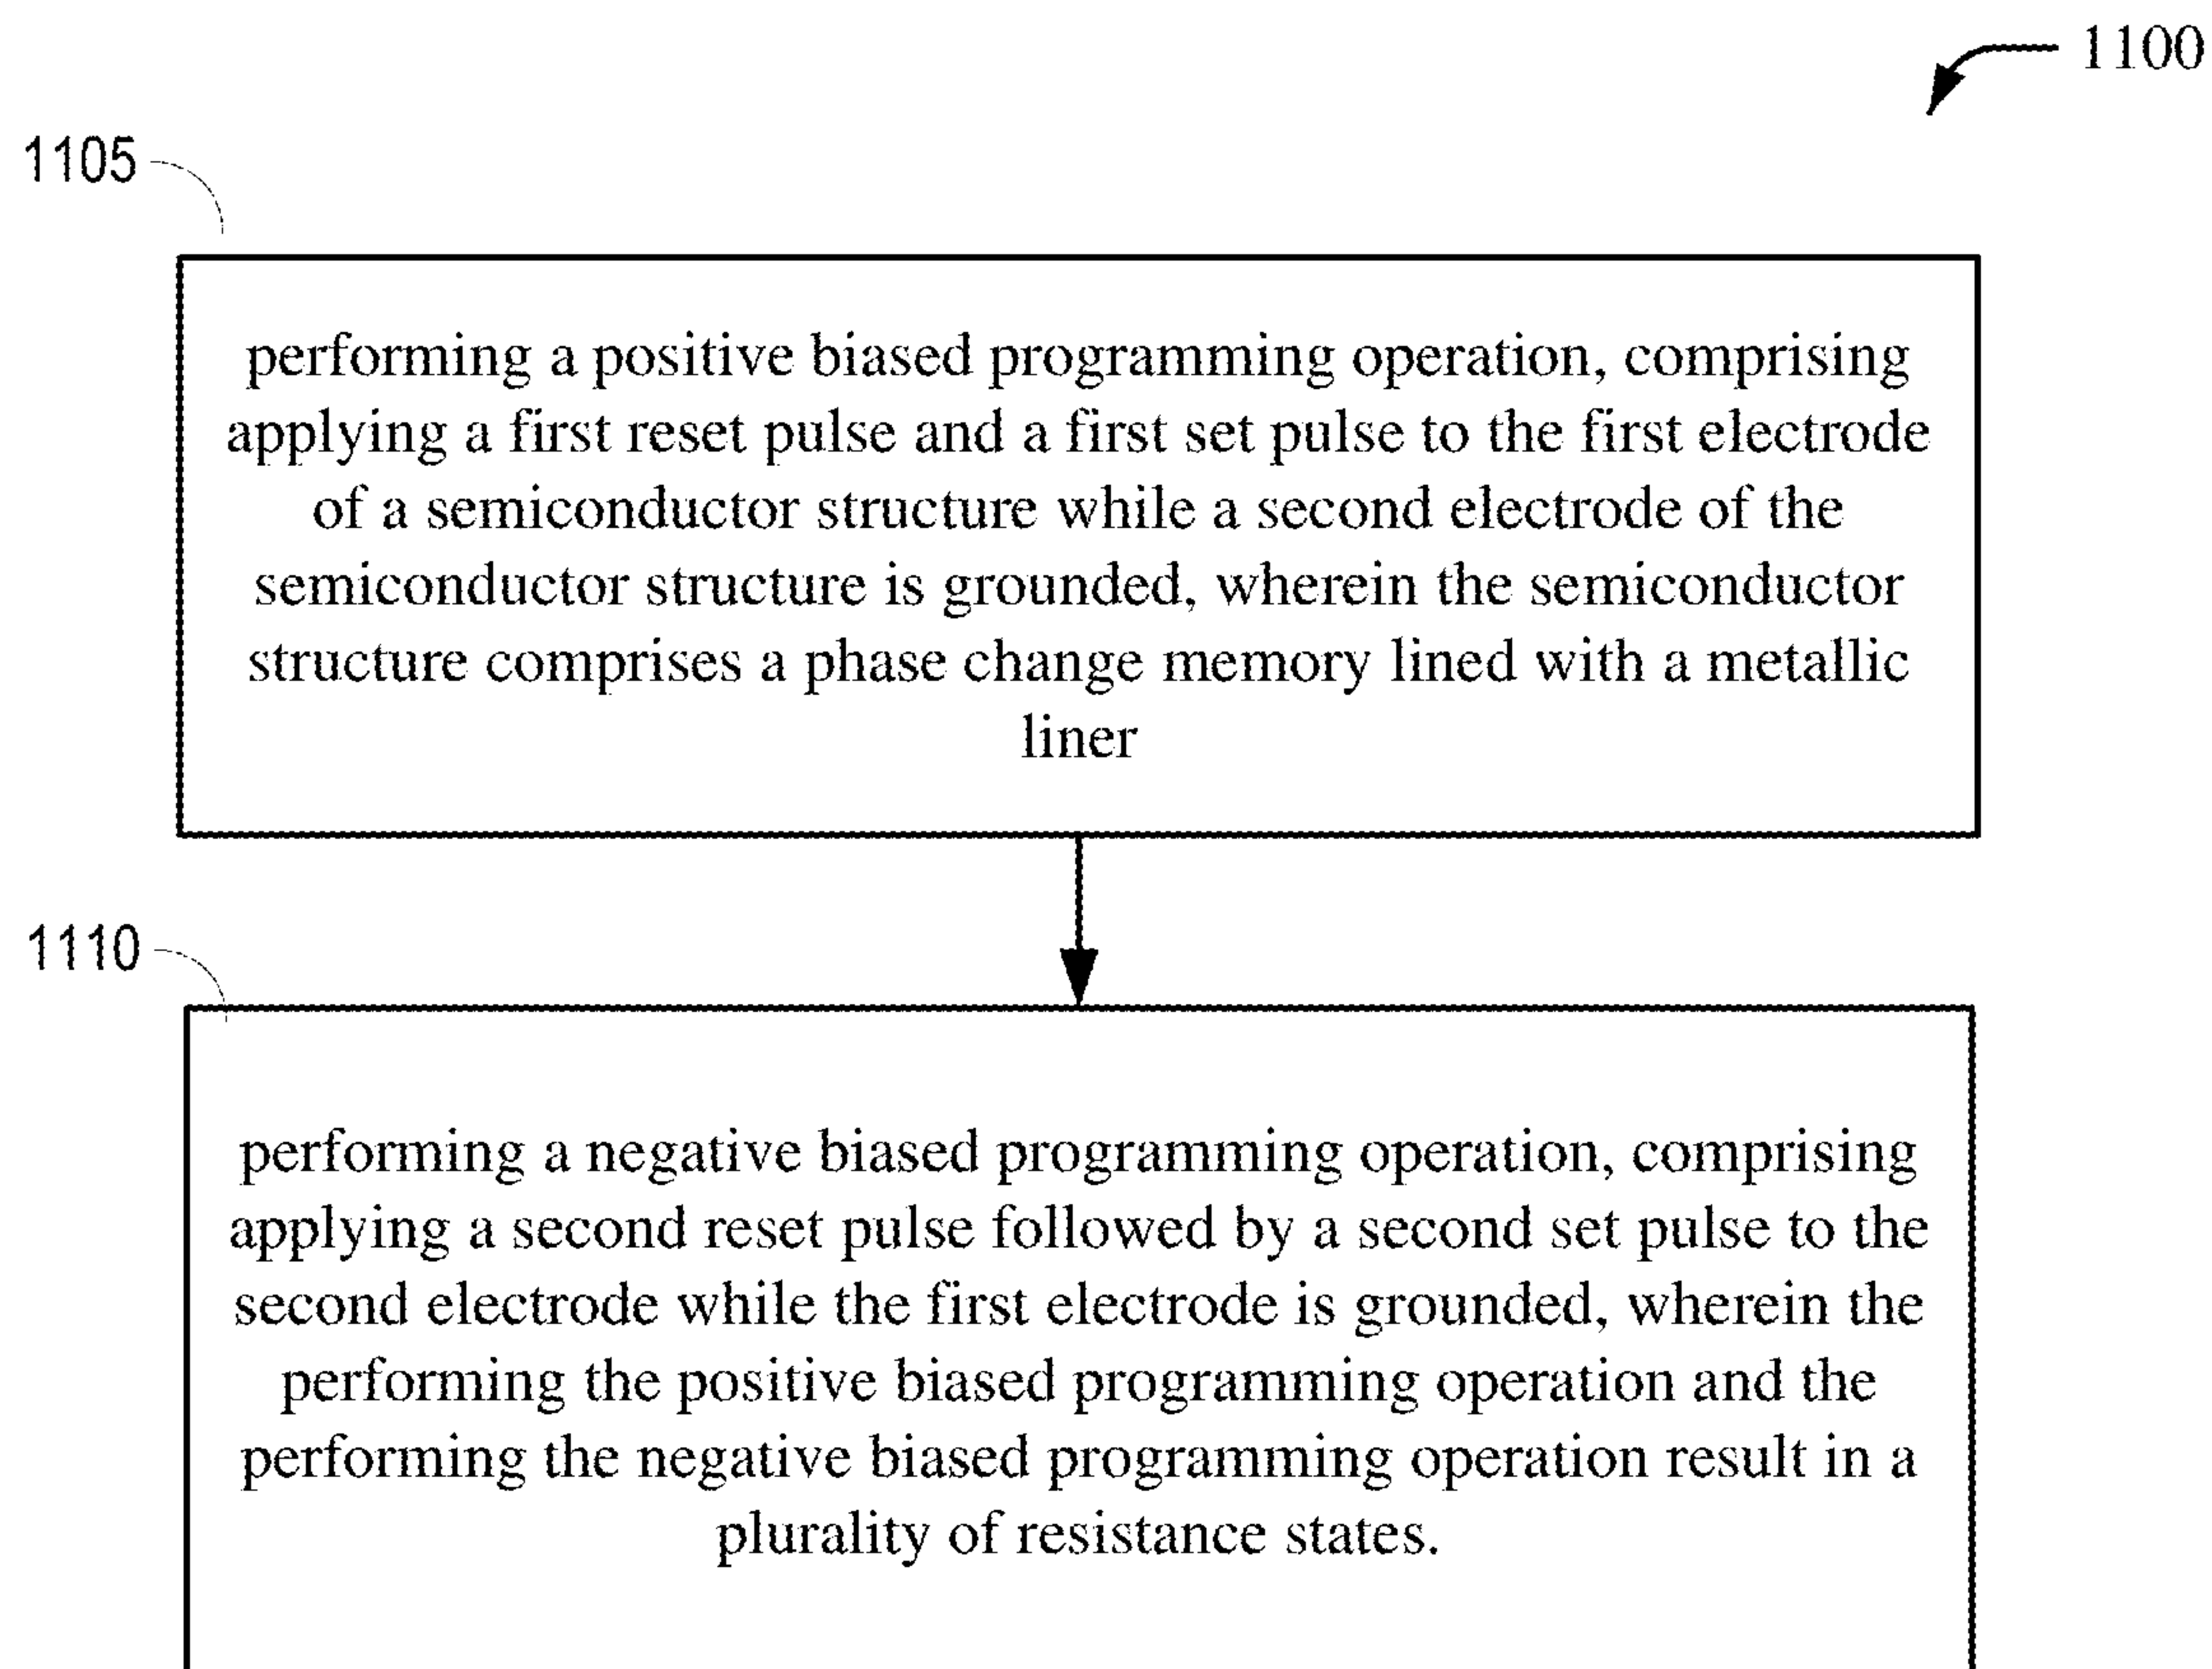 1100
1105
performing a positive biased programming operation, comprising
applying a first reset pulse and a first set pulse to the first electrode
of a semiconductor structure while a second electrode of the
semiconductor structure is grounded, wherein the semiconductor
structure comprises a phase change memory lined with a metallic
liner
1110
performing a negative biased programming operation, comprising
applying a second reset pulse followed by a second set pulse to the
second electrode while the first electrode is grounded, wherein the
performing the positive biased programming operation and the
performing the negative biased programming operation result in a
plurality of resistance states.